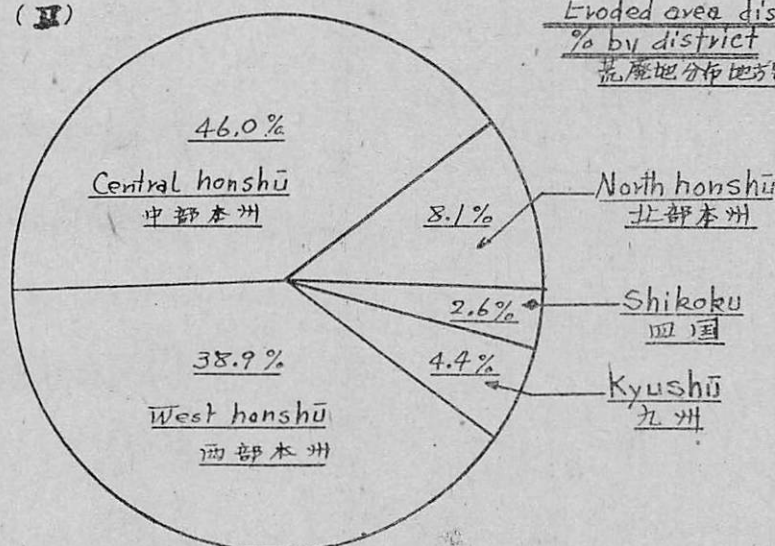 (Ⅲ)
Eroded area dis
% by district
荒廃地分布地方
46.0%
Central honshū
中部本州
8.1%
North honshū
北部本州
2.6%
Shikoku
四国
4.4%
Kyushū
九州
38.9%
West honshū
西部本州